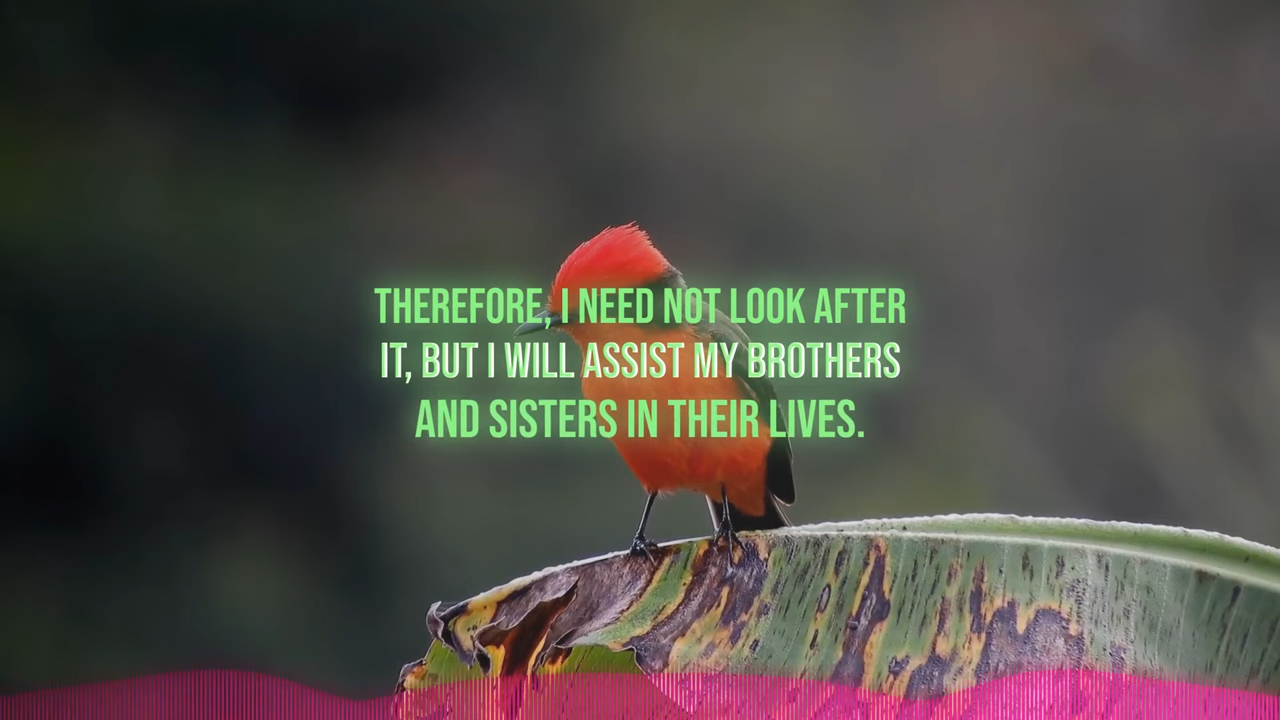 THEREFORE, I NEED NOT LOOK AFTER
IT, BUT I WILL ASSIST MY BROTHERS
AND SISTERS IN THEIR LIVES.